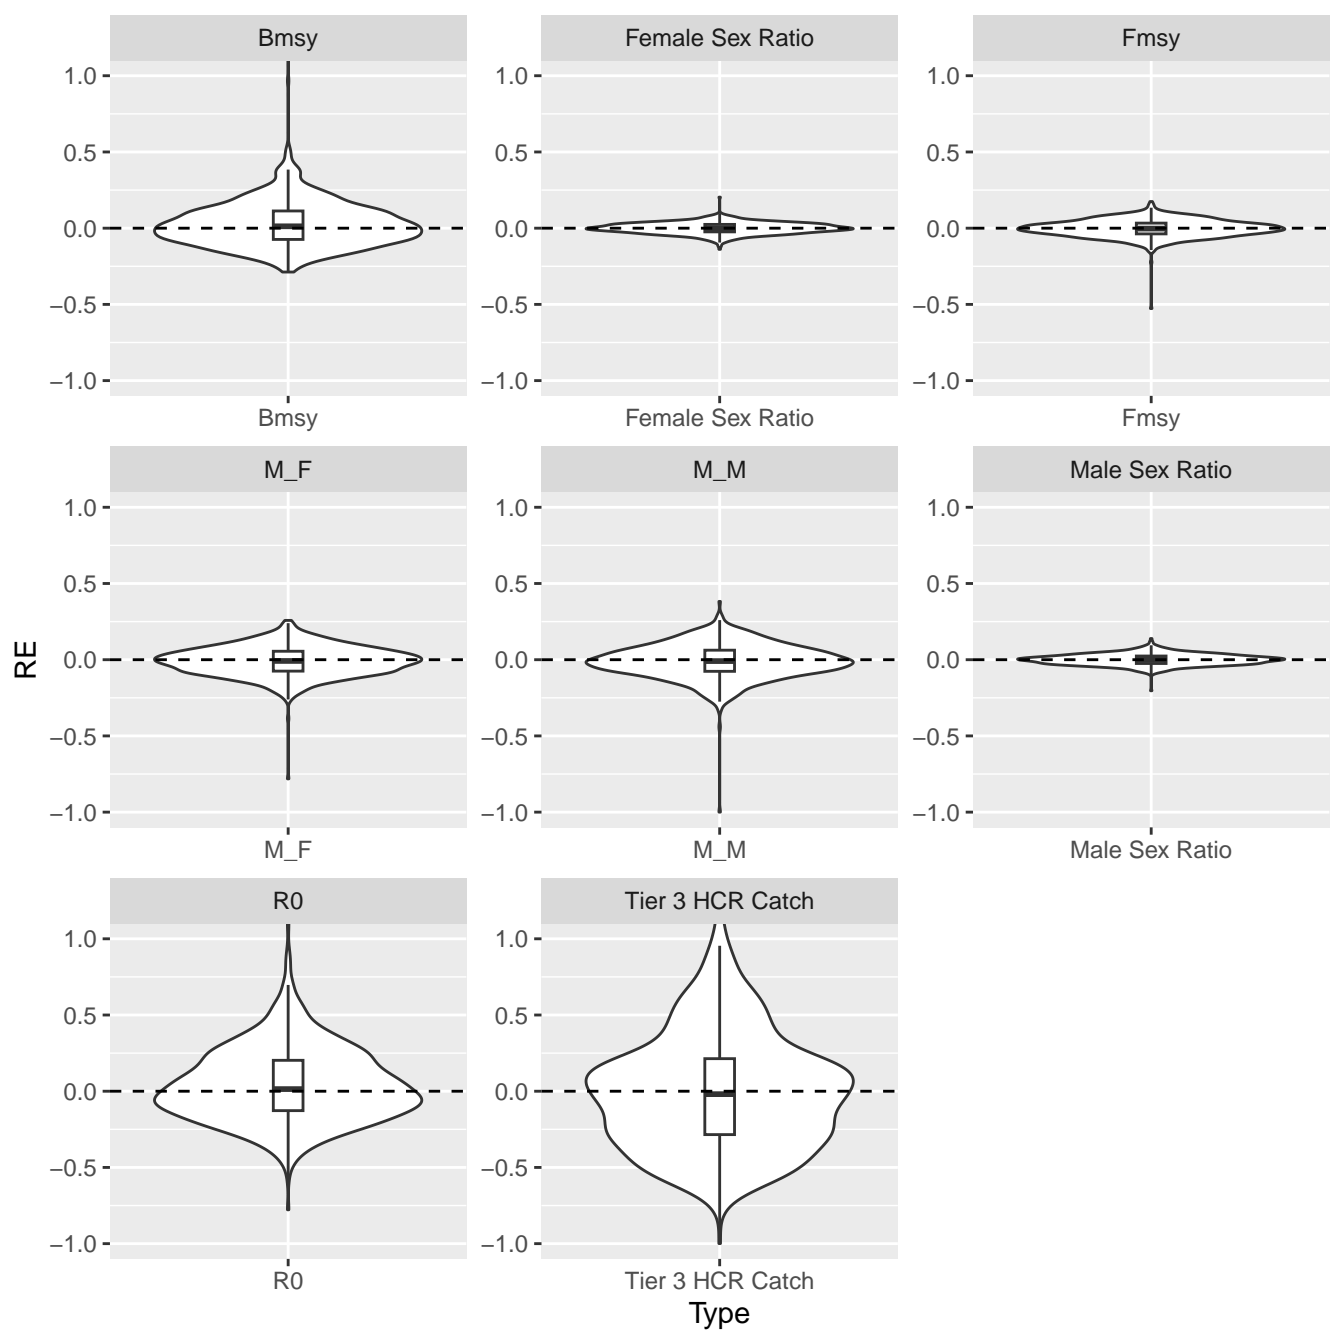 Bmsy Female Sex Ratio Fmsy
1.0 1.0 1.0
0.5 0.5 0.5
0.0 0.0 0.0
−0.5 −0.5 −0.5
−1.0 −1.0 −1.0
Bmsy Female Sex Ratio Fmsy
M_F M_M Male Sex Ratio
1.0 1.0 1.0
0.5 0.5 0.5
RE
0.0 0.0 0.0
−0.5 −0.5 −0.5
−1.0 −1.0 −1.0
M_F M_M Male Sex Ratio
R0 Tier 3 HCR Catch
1.0 1.0
0.5 0.5
0.0 0.0
−0.5 −0.5
−1.0 −1.0
R0 Tier 3 HCR Catch
Type